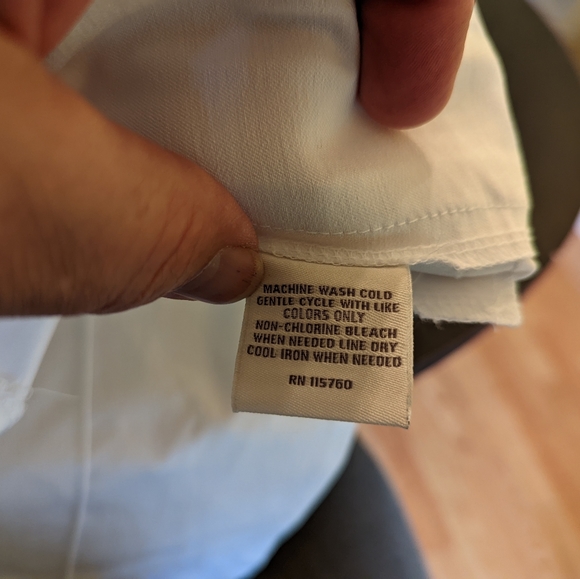 MACHINE WASH COLD
GENTLE CYCLE WITH LIKE
COLORS ONLY
NON-CHLORINE BLEACH
WHEN NEEDED LINE DRY
COOL IRON WHEN NEEDED
RN 115760